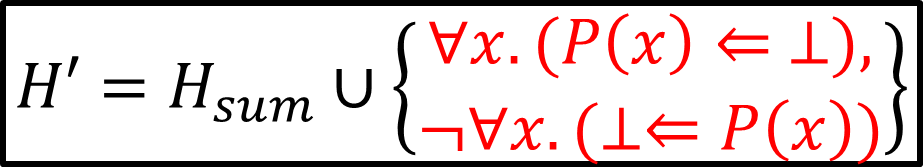 H′ = H_sum ∪ {∀x. (P(x) ⇐ ⊥),
¬∀x. (⊥⇐ P(x))}